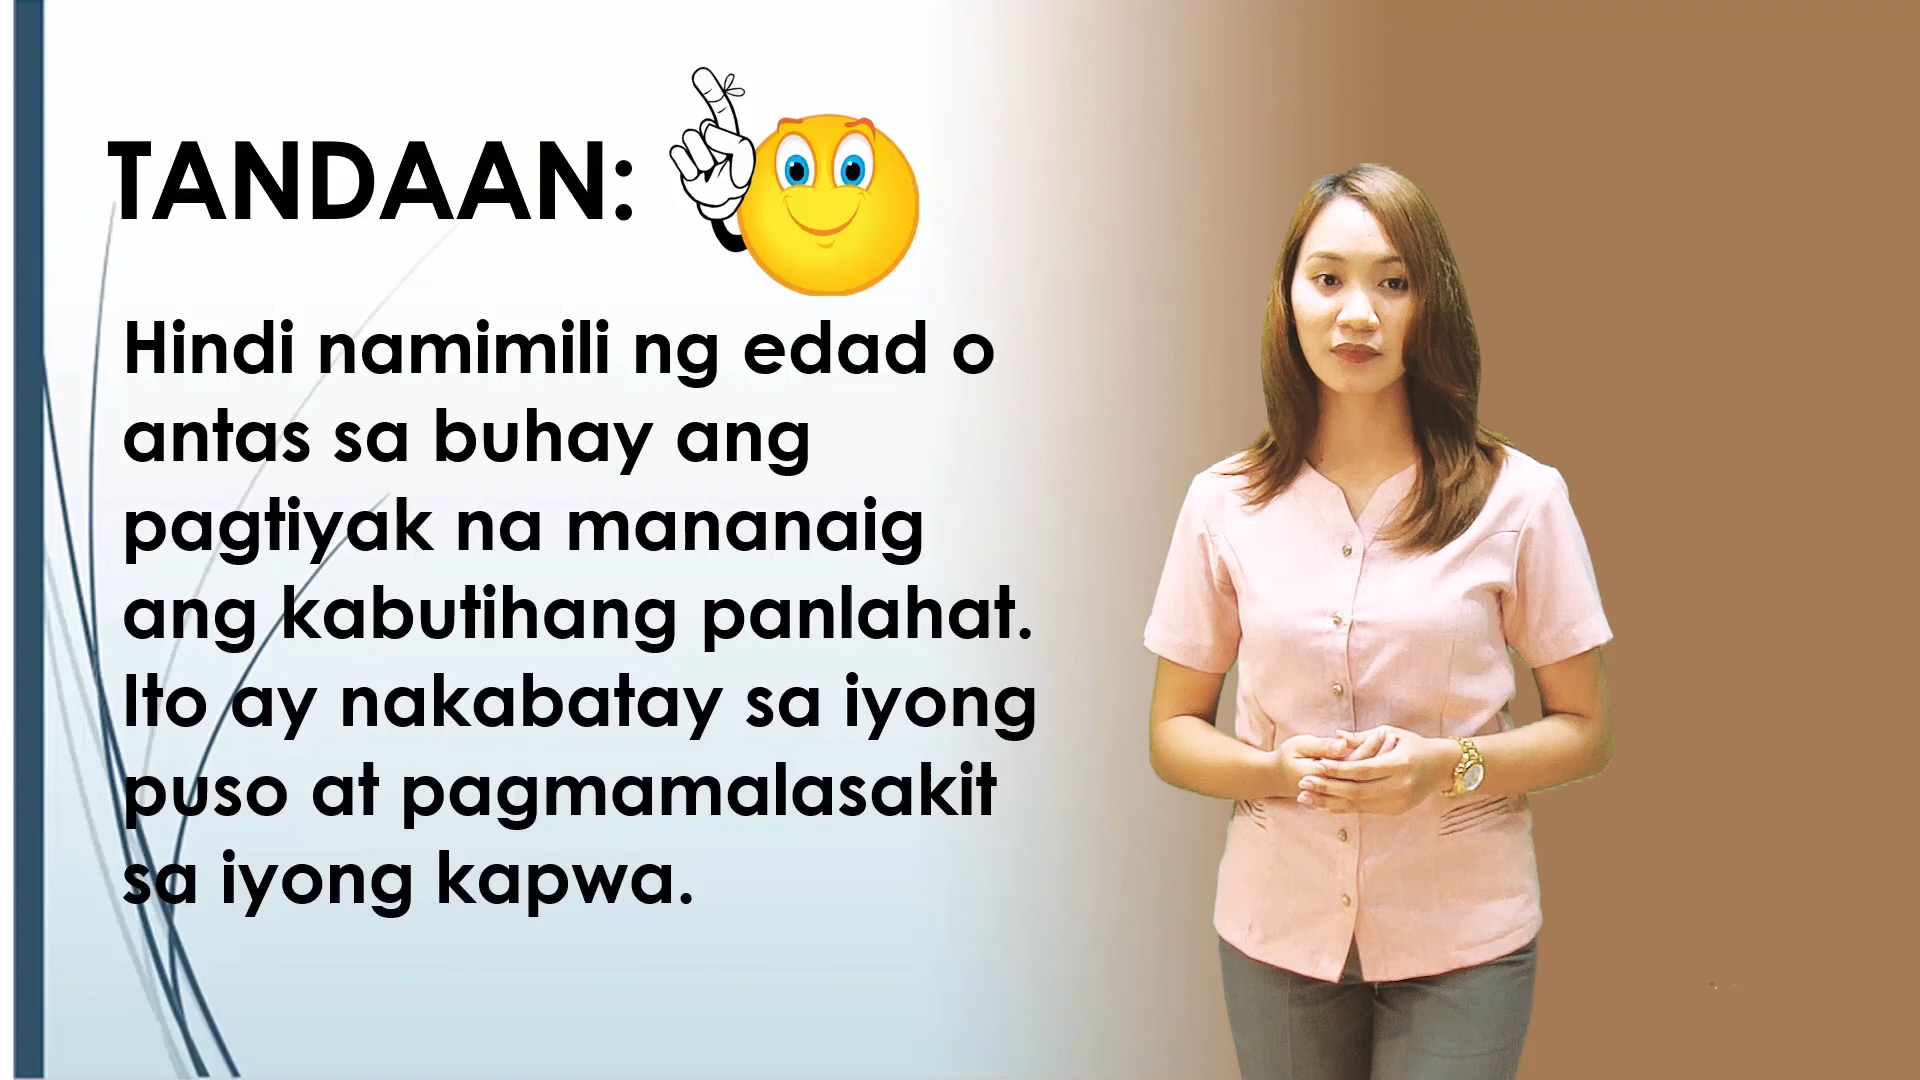 TANDAAN:
Hindi namimili ng edad o
antas sa buhay ang
pagtiyak na mananaig
ang kabutihang panlahat.
Ito ay nakabatay sa iyong
puso at pagmamalasakit
sa iyong kapwa.